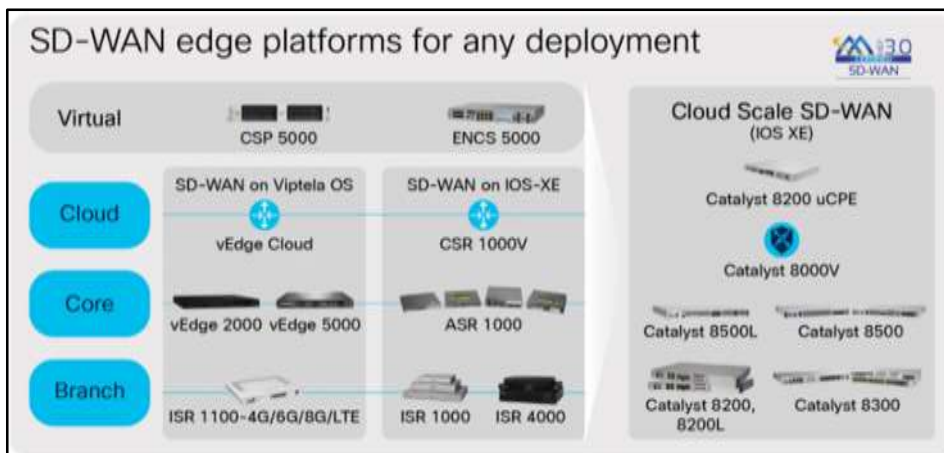 SD-WAN edge platforms for any deployment
3.0
SD-WAN
Virtual
CSP 5000
ENCS 5000
Cloud Scale SD-WAN
(IOS XE)
Catalyst 8200 uCPE
Cloud
SD-WAN on Viptela OS
vEdge Cloud
SD-WAN on IOS-XE
CSR 1000V
Catalyst 8000V
Core
vEdge 2000 vEdge 5000
ASR 1000
Catalyst 8500L
Catalyst 8500
Branch
ISR 1100-4G/6G/8G/LTE
ISR 1000
ISR 4000
Catalyst 8200,
8200L
Catalyst 8300